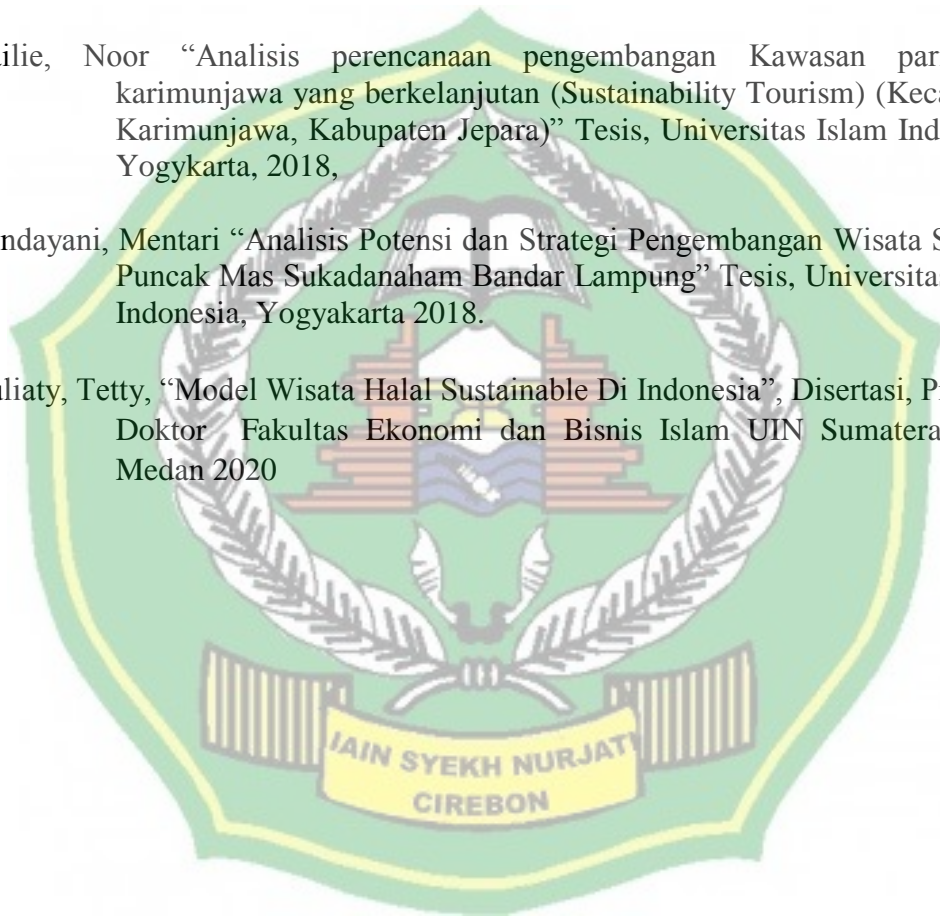 ilie, Noor “Analisis perencanaan pengembangan Kawasan par
karimunjawa yang berkelanjutan (Sustainability Tourism) (Keca
Karimunjawa, Kabupaten Jepara)” Tesis, Universitas Islam Ind
Yogykarta, 2018,
ndayani, Mentari “Analisis Potensi dan Strategi Pengembangan Wisata S
Puncak Mas Sukadanaham Bandar Lampung” Tesis, Universitas
Indonesia, Yogyakarta 2018.
liaty, Tetty, “Model Wisata Halal Sustainable Di Indonesia”, Disertasi, Pr
Doktor Fakultas Ekonomi dan Bisnis Islam UIN Sumatera
Medan 2020
IAIN SYEKH NURJATI
CIREBON